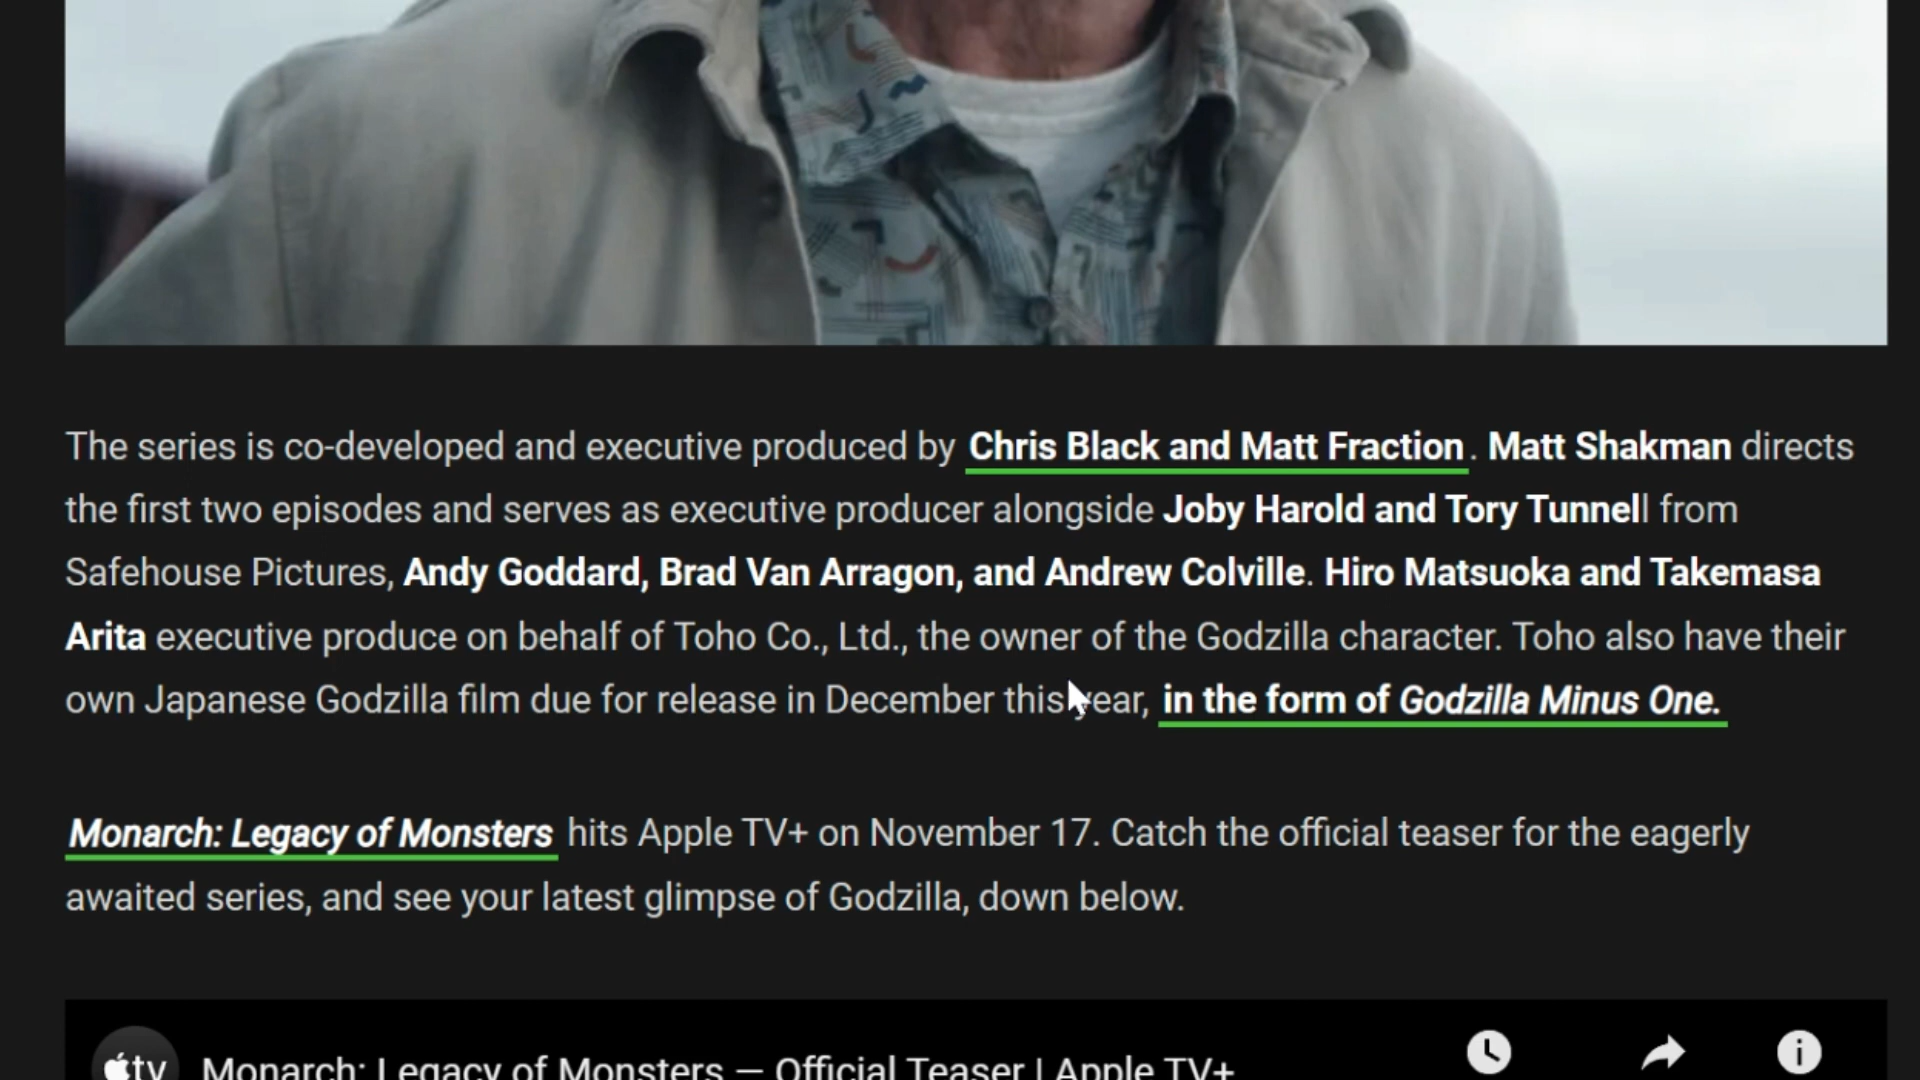 The series is co-developed and executive produced by Chris Black and Matt Fraction. Matt Shakman directs
the first two episodes and serves as executive producer alongside Joby Harold and Tory Tunnell from
Safehouse Pictures, Andy Goddard, Brad Van Arragon, and Andrew Colville. Hiro Matsuoka and Takemasa
Arita executive produce on behalf of Toho Co., Ltd., the owner of the Godzilla character. Toho also have their
own Japanese Godzilla film due for release in December this year, in the form of Godzilla Minus One.
Monarch: Legacy of Monsters hits Apple TV+ on November 17. Catch the official teaser for the eagerly
awaited series, and see your latest glimpse of Godzilla, down below.
tv Monarch: Legacy of Monsters — Official Teaser | Apple TV+